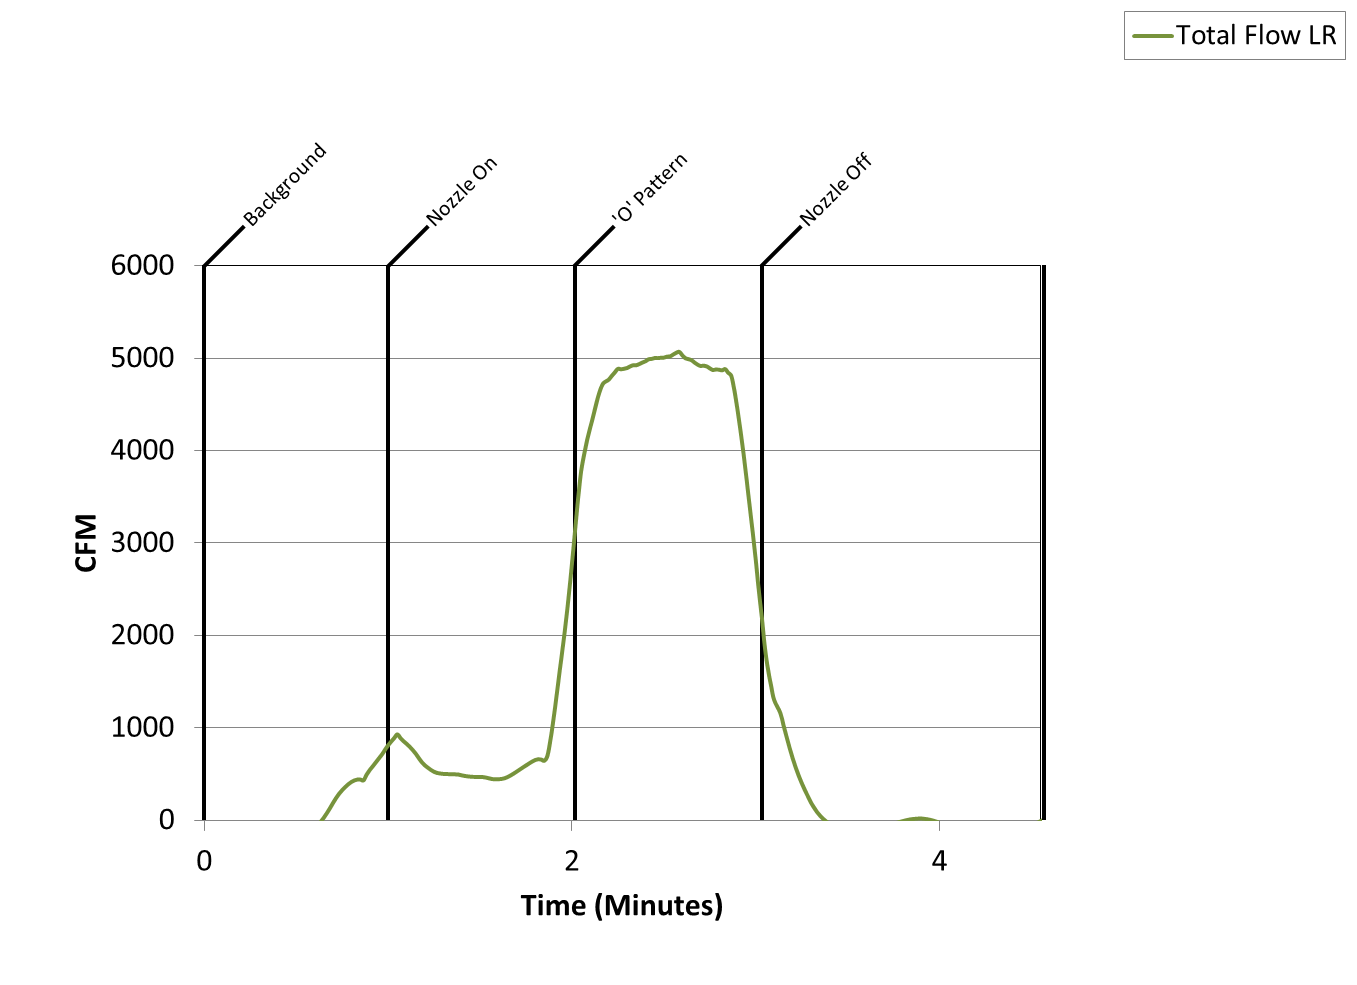 Total Flow LR
Background
Nozzle On
'O' Pattern
Nozzle Off
6000
5000
4000
3000
2000
1000
0
CFM
0 2 4
Time (Minutes)